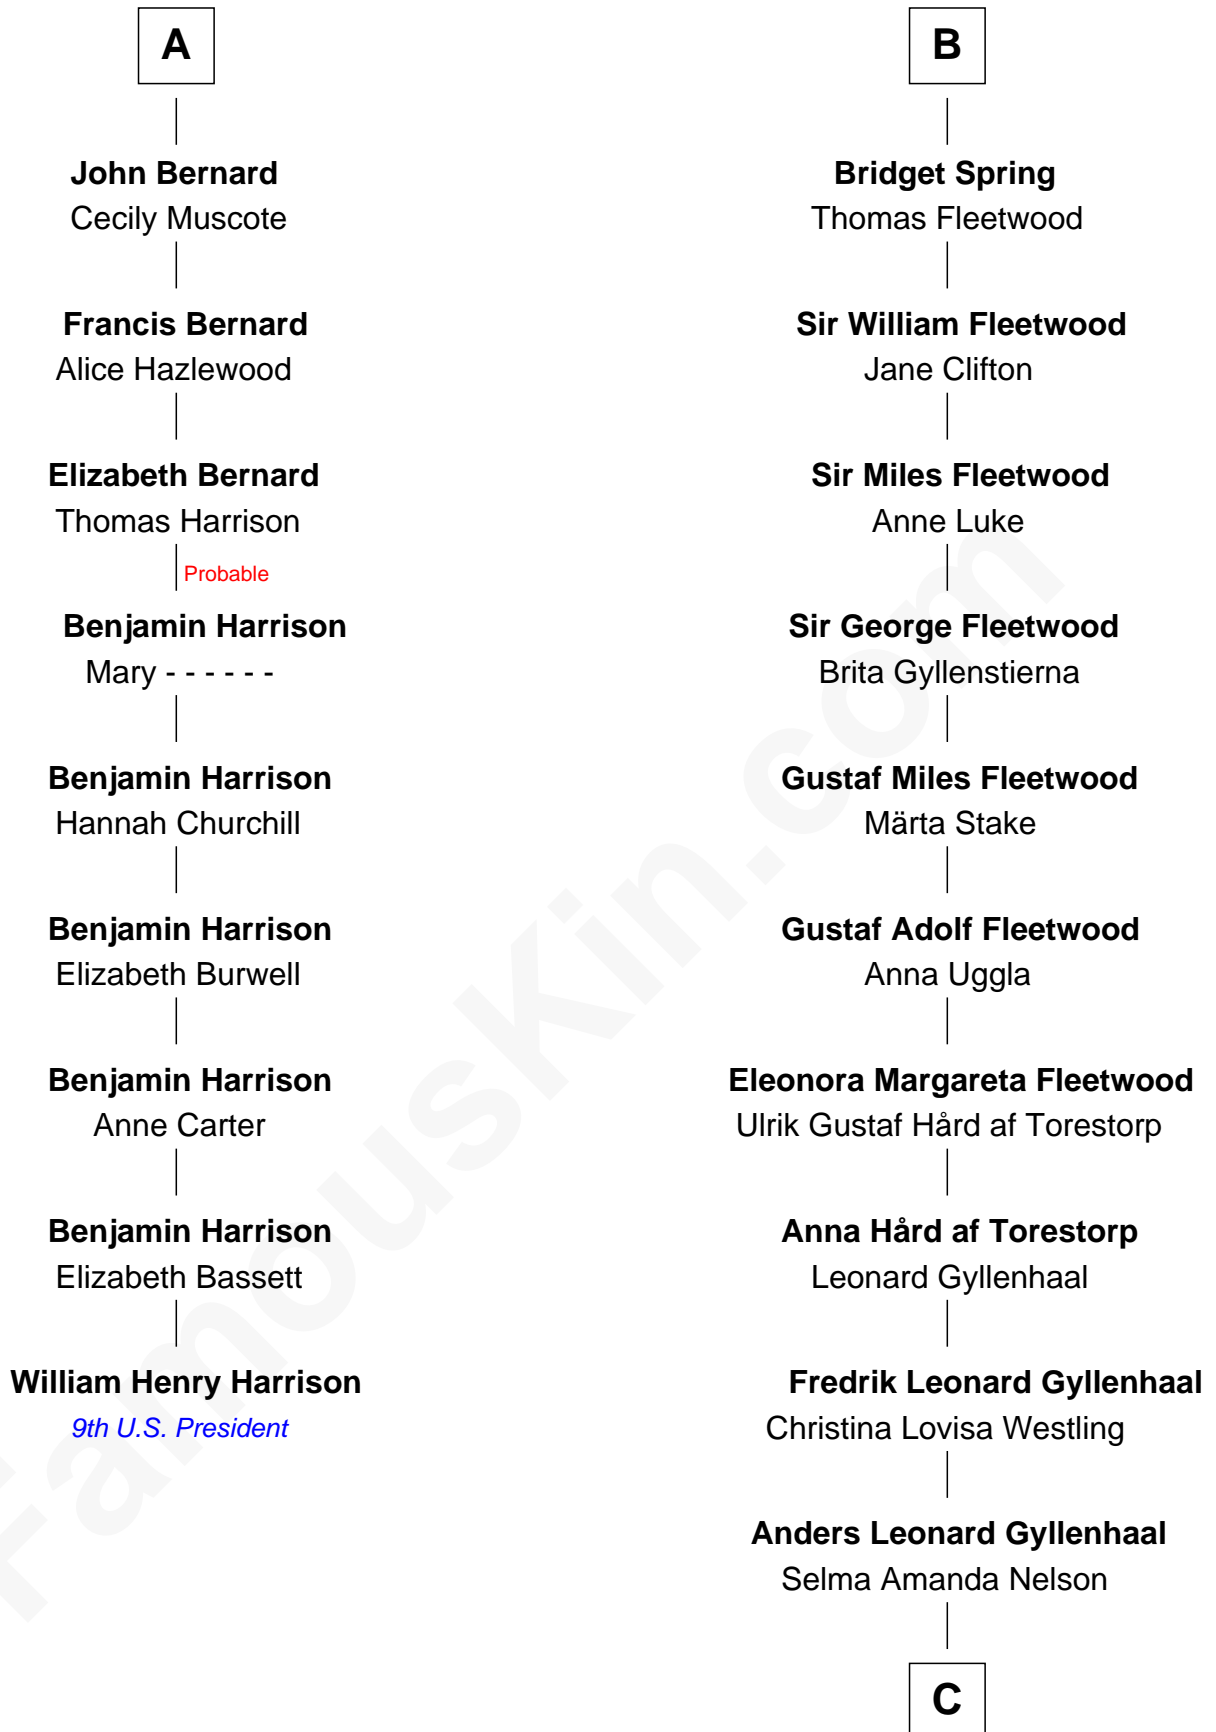 A
John Bernard
Cecily Muscote
Francis Bernard
Alice Hazlewood
Elizabeth Bernard
Thomas Harrison
Probable
Benjamin Harrison
Mary - - - - - -
Benjamin Harrison
Hannah Churchill
Benjamin Harrison
Elizabeth Burwell
Benjamin Harrison
Anne Carter
Benjamin Harrison
Elizabeth Bassett
William Henry Harrison
9th U.S. President
B
Bridget Spring
Thomas Fleetwood
Sir William Fleetwood
Jane Clifton
Sir Miles Fleetwood
Anne Luke
Sir George Fleetwood
Brita Gyllenstierna
Gustaf Miles Fleetwood
Märta Stake
Gustaf Adolf Fleetwood
Anna Uggla
Eleonora Margareta Fleetwood
Ulrik Gustaf Hård af Torestorp
Anna Hård af Torestorp
Leonard Gyllenhaal
Fredrik Leonard Gyllenhaal
Christina Lovisa Westling
Anders Leonard Gyllenhaal
Selma Amanda Nelson
C
FamousKin.com